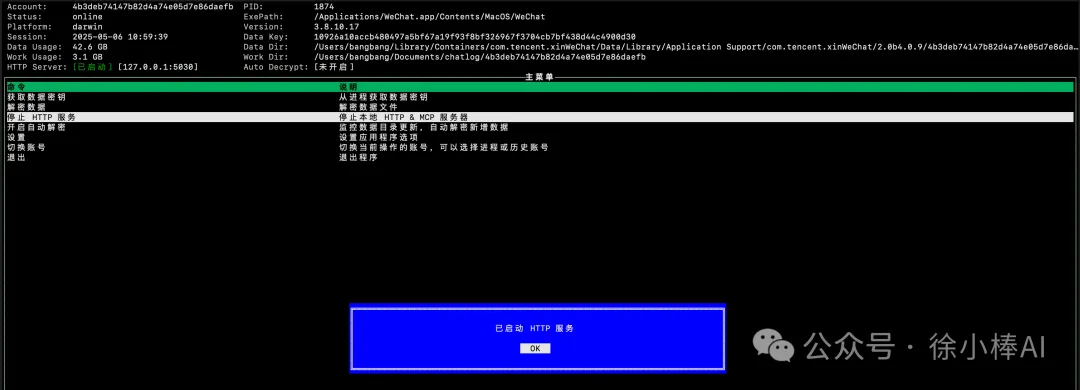 Account: 4b3deb74147b82d4a74e05d7e86daefb PID: 1874
Status: online ExePath: /Applications/WeChat.app/Contents/MacOS/WeChat
Platform: darwin Version: 3.8.10.17
Session: 2025-05-06 10:59:39 Data Key: 10926a10accb480497a5bf67a19f93f8bf326967f3704cb7bf438d44c4900d30
Data Usage: 42.6 GB Data Dir: /Users/bangbang/Library/Containers/com.tencent.xinWeChat/Data/Library/Application Support/com.tencent.xinWeChat/2.0b4.0.9/4b3deb74147b82d4a74e05d7e86da…
Work Usage: 3.1 GB Work Dir: /Users/bangbang/Documents/chatlog/4b3deb74147b82d4a74e05d7e86daefb
HTTP Server: [已启动] [127.0.0.1:5030] Auto Decrypt: [未开启]
主菜单
命令 说明
获取数据密钥 从进程获取数据密钥
解密数据 解密数据文件
停止 HTTP 服务 停止本地 HTTP & MCP 服务器
开启自动解密 监控数据目录更新，自动解密新增数据
设置 设置应用程序选项
切换账号 切换当前操作的账号，可以选择进程或历史账号
退出 退出程序
已启动 HTTP 服务
OK
公众号 · 徐小棒AI